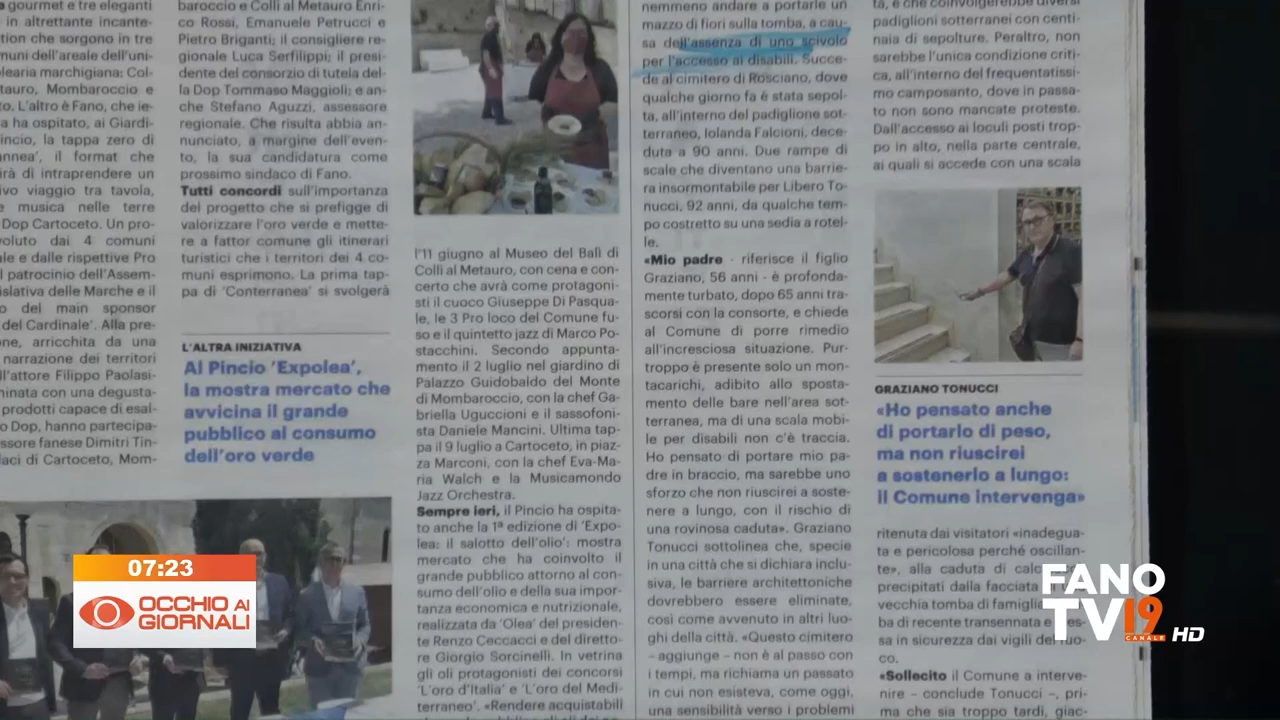 gourmet e tre eleganti
in altrettante incante-
tion che sorgono in tre
muni dell'areale dell'uni-
learia marchigiana: Col-
tauro, Mombaroccio e
to. L'altro è Fano, che ie-
a ha ospitato, ai Giardi-
incio, la tappa zero di
nnea', il format che
irà di intraprendere un
ivo viaggio tra tavola,
e musica nelle terre
Dop Cartoceto. Un pro-
voluto dai 4 comuni
ale e dalle rispettive Pro
l patrocinio dell'Assem-
islativa delle Marche e il
o del main sponsor
del Cardinale'. Alla pre-
one, arricchita da una
narrazione dei territori
ll'attore Filippo Paolasi-
minata con una degusta-
prodotti capace di esal-
o Dop, hanno partecipa-
ssore fanese Dimitri Tin-
daci di Cartoceto, Mom-
baroccio e Colli al Metauro Enri-
co Rossi, Emanuele Petrucci e
Pietro Briganti; il consigliere re-
gionale Luca Serfilippi; il presi-
dente del consorzio di tutela del-
la Dop Tommaso Maggioli; e an-
che Stefano Aguzzi, assessore
regionale. Che risulta abbia an-
nunciato, a margine dell'even-
to, la sua candidatura come
prossimo sindaco di Fano.
Tutti concordi sull'importanza
del progetto che si prefigge di
valorizzare l'oro verde e mette-
re a fattor comune gli itinerari
turistici che i territori dei 4 co-
muni esprimono. La prima tap-
pa di 'Conterranea' si svolgerà
L'ALTRA INIZIATIVA
Al Pincio 'Expolea',
la mostra mercato che
avvicina il grande
pubblico al consumo
dell'oro verde
l'11 giugno al Museo del Balì di
Colli al Metauro, con cena e con-
certo che avrà come protagoni-
sti il cuoco Giuseppe Di Pasqua-
le, le 3 Pro loco del Comune fu-
so e il quintetto jazz di Marco Po-
stacchini. Secondo appunta-
mento il 2 luglio nel giardino di
Palazzo Guidobaldo del Monte
di Mombaroccio, con la chef Ga-
briella Uguccioni e il sassofoni-
sta Daniele Mancini. Ultima tap-
pa il 9 luglio a Cartoceto, in piaz-
za Marconi, con la chef Eva-Ma-
ria Walch e la Musicamondo
Jazz Orchestra.
Sempre ieri, il Pincio ha ospita-
to anche la 1ª edizione di 'Expo-
lea: il salotto dell'olio': mostra
mercato che ha coinvolto il
grande pubblico attorno al con-
sumo dell'olio e della sua impor-
tanza economica e nutrizionale,
realizzata da 'Olea' del presiden-
te Renzo Ceccacci e del diretto-
re Giorgio Sorcinelli. In vetrina
gli oli protagonisti dei concorsi
'L'oro d'Italia' e 'L'oro del Medi-
terraneo'. «Rendere acquistabili
nemmeno andare a portarle un
mazzo di fiori sulla tomba, a cau-
sa dell'assenza di uno scivolo
per l'accesso ai disabili. Succe-
de al cimitero di Rosciano, dove
qualche giorno fa è stata sepol-
ta, all'interno del padiglione sot-
terraneo, Iolanda Falcioni, dece-
duta a 90 anni. Due rampe di
scale che diventano una barrie-
ra insormontabile per Libero To-
nucci, 92 anni, da qualche tem-
po costretto su una sedia a rotel-
le.
«Mio padre - riferisce il figlio
Graziano, 56 anni - è profonda-
mente turbato, dopo 65 anni tra-
scorsi con la consorte, e chiede
al Comune di porre rimedio
all'incresciosa situazione. Pur-
troppo è presente solo un mon-
tacarichi, adibito allo sposta-
mento delle bare nell'area sot-
terranea, ma di una scala mobi-
le per disabili non c'è traccia.
Ho pensato di portare mio pa-
dre in braccio, ma sarebbe uno
sforzo che non riuscirei a soste-
nere a lungo, con il rischio di
una rovinosa caduta». Graziano
Tonucci sottolinea che, specie
in una città che si dichiara inclu-
siva, le barriere architettoniche
dovrebbero essere eliminate,
così come avvenuto in altri luo-
ghi della città. «Questo cimitero
– aggiunge – non è al passo con
i tempi, ma richiama un passato
in cui non esisteva, come oggi,
una sensibilità verso i problemi
ta, e che coinvolgerebbe diversi
padiglioni sotterranei con centi-
naia di sepolture. Peraltro, non
sarebbe l'unica condizione criti-
ca, all'interno del frequentatissi-
mo camposanto, dove in passa-
to non sono mancate proteste.
Dall'accesso ai loculi posti trop-
po in alto, nella parte centrale,
ai quali si accede con una scala
GRAZIANO TONUCCI
«Ho pensato anche
di portarlo di peso,
ma non riuscirei
a sostenerlo a lungo:
il Comune intervenga»
ritenuta dai visitatori «inadegua-
ta e pericolosa perché oscillan-
te», alla caduta di
precipitati dalla facciata
vecchia tomba di famiglia
ba di recente transennata e
sa in sicurezza dai vigili del fuo-
co.
«Sollecito il Comune a interve-
nire – conclude Tonucci –, pri-
ma che sia troppo tardi, giac-
07:23
OCCHIO AI
GIORNALI
FANO
TV 19
CANALE HD